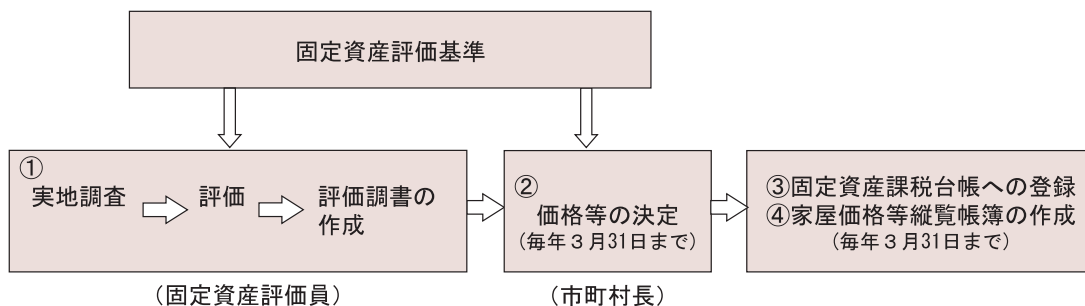 固定資産評価基準
①
実地調査
評価
評価調書の
作成
②
価格等の決定
（毎年３月31日まで）
③固定資産課税台帳への登録
④家屋価格等縦覧帳簿の作成
（毎年３月31日まで）
（固定資産評価員）
（市町村長）